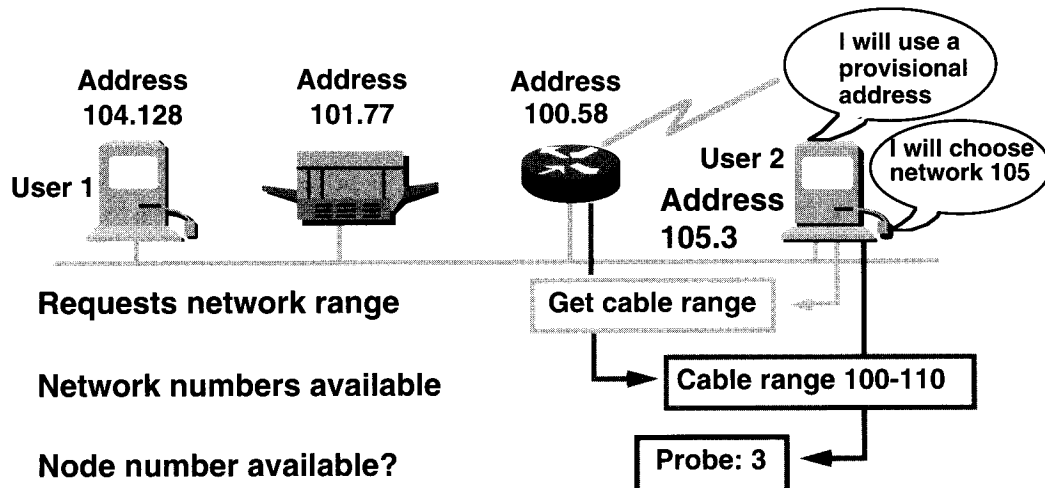 I will use a
provisional
address
Address
104.128
Address
101.77
Address
100.58
User 1
User 2
I will choose
network 105
Address
105.3
Requests network range
Get cable range
Network numbers available
Cable range 100-110
Node number available?
Probe: 3